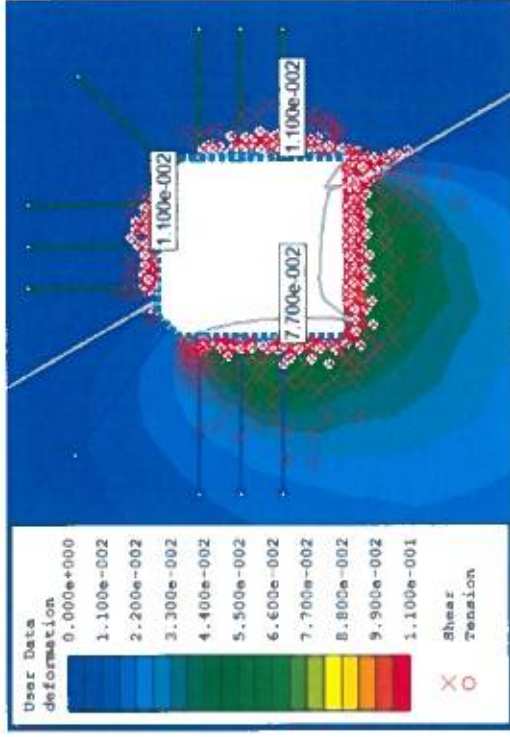 User Data
deformation
0.000e+000
1.100e-002
2.200e-002
3.300e-002
4.400e-002
5.500e-002
6.600e-002
7.700e-002
8.800e-002
9.900e-002
1.100e-001
Shear
Tension
1.100e-002
7.700e-002
1.100e-002